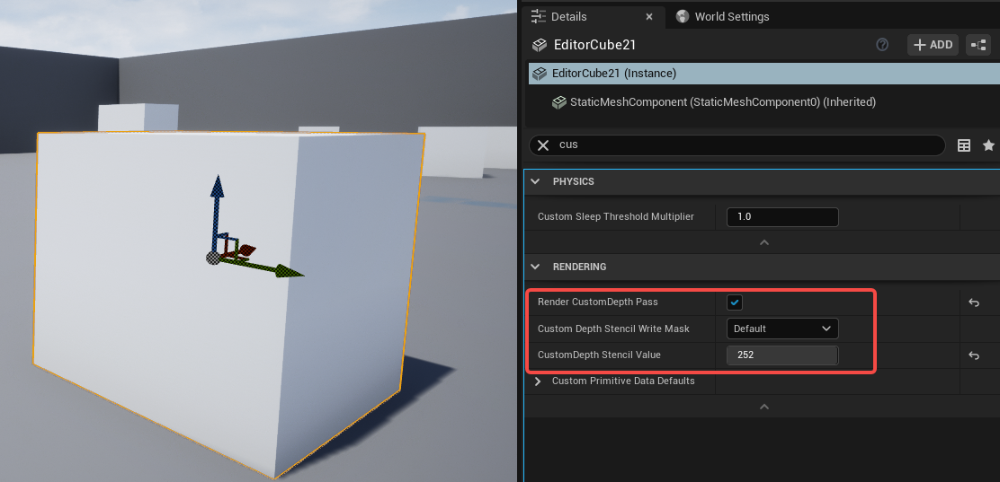 Details
World Settings
EditorCube21
ADD
EditorCube21 (Instance)
StaticMeshComponent (StaticMeshComponent0) (Inherited)
cus
PHYSICS
Custom Sleep Threshold Multiplier 1.0
RENDERING
Render CustomDepth Pass
Custom Depth Stencil Write Mask Default
CustomDepth Stencil Value 252
Custom Primitive Data Defaults